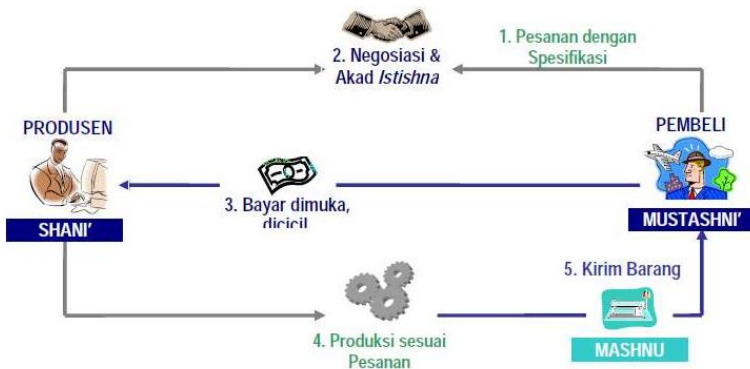 1. Pesanan dengan
Spesifikasi
2. Negosiasi &
Akad Istishna
PRODUSEN
PEMBELI
SHANI'
3. Bayar dimuka,
dicicil
MUSTASHNI'
5. Kirim Barang
4. Produksi sesuai
Pesanan
MASHNU